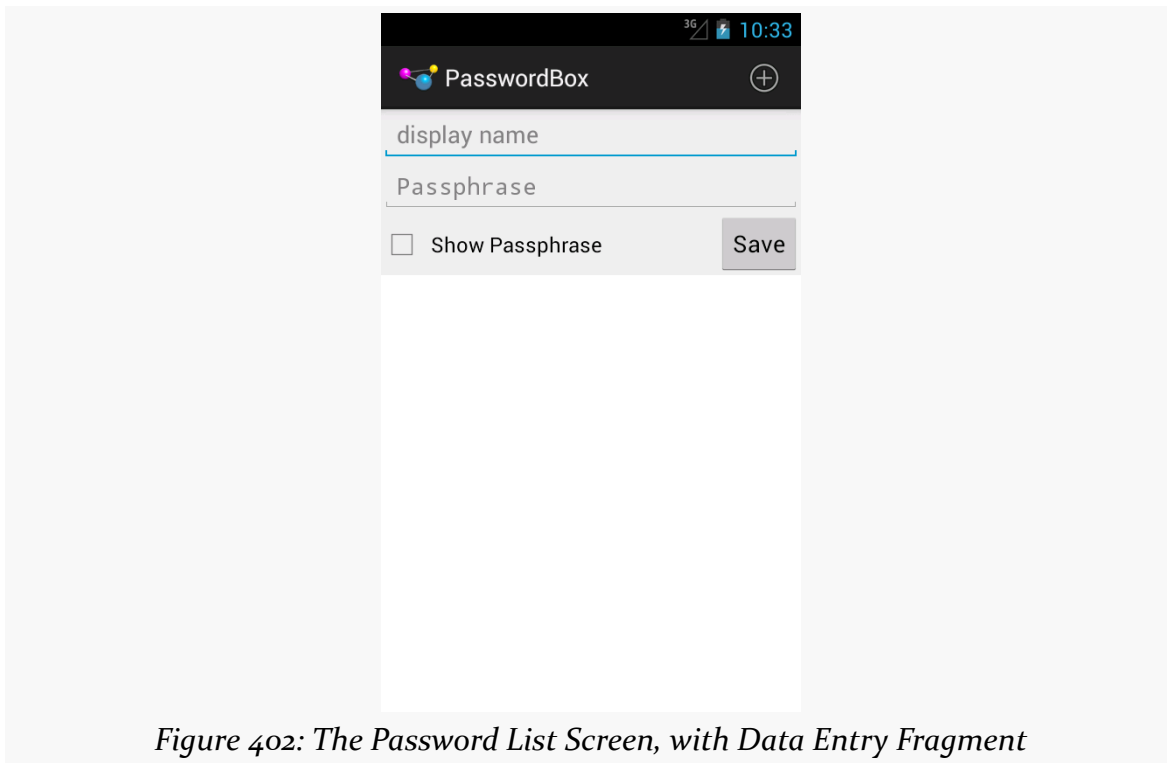 3G 10:33
PasswordBox
display name
Passphrase
Show Passphrase Save
Figure 402: The Password List Screen, with Data Entry Fragment